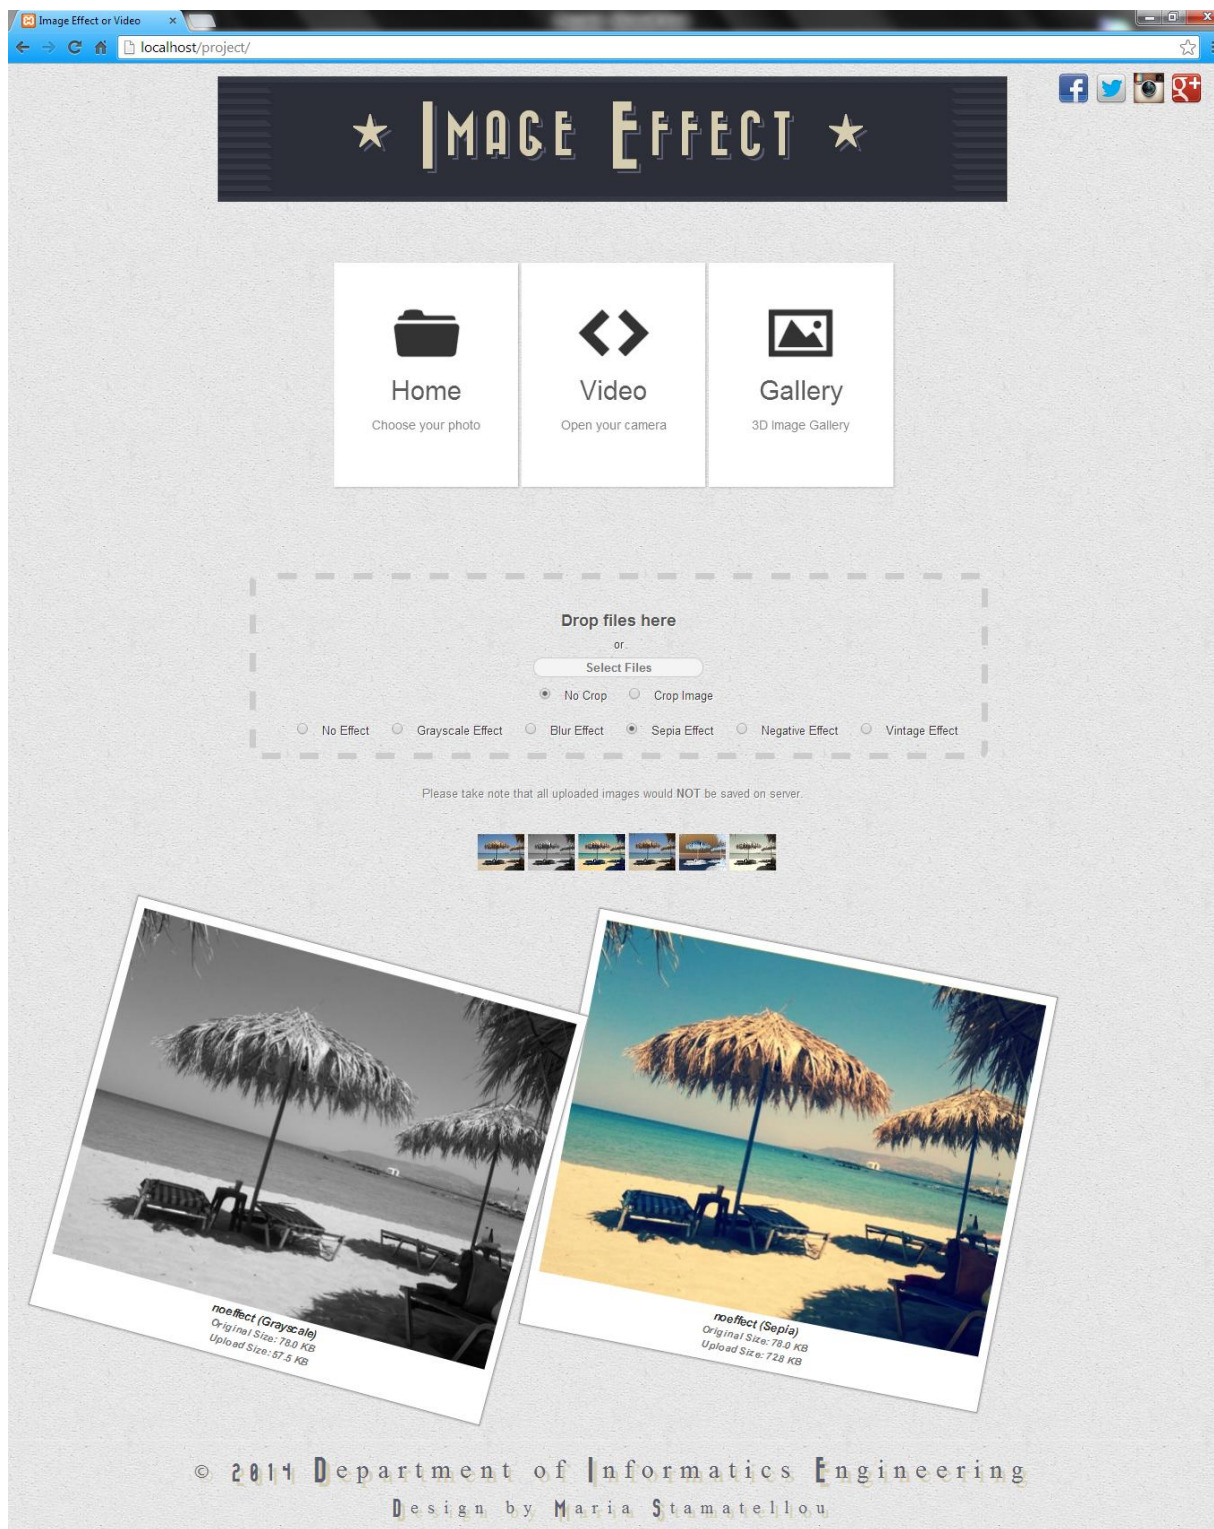 Image Effect or Video
localhost/project/
IMAGE EFFECT
Home
Choose your photo
Video
Open your camera
Gallery
3D Image Gallery
Drop files here
or
Select Files
No Crop Crop Image
No Effect Grayscale Effect Blur Effect Sepia Effect Negative Effect Vintage Effect
Please take note that all uploaded images would NOT be saved on server.
noeffect (Grayscale)
Original Size: 78.0 KB
Upload Size: 57.5 KB
noeffect (Sepia)
Original Size: 78.0 KB
Upload Size: 72.8 KB
© 2014 Department of Informatics Engineering
Design by Maria Stamatellou